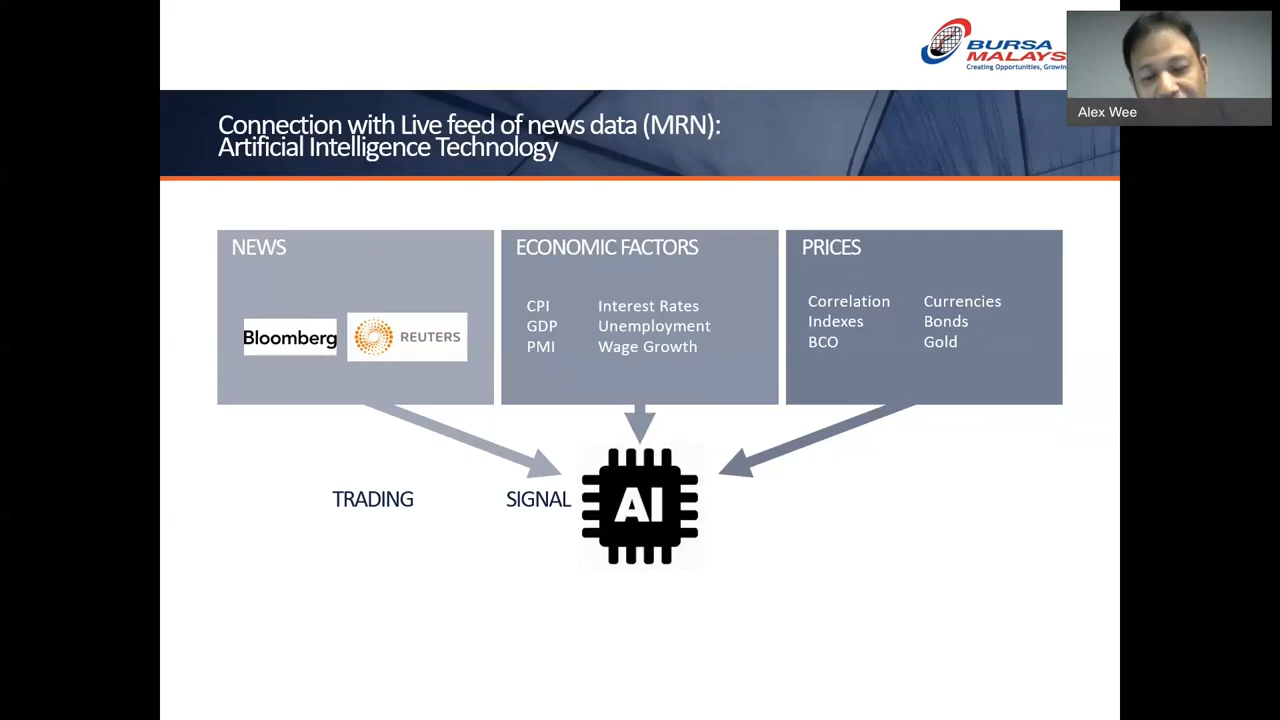 BURSA
MALAYS
Creating Opportunities, Growin
Alex Wee
Connection with Live feed of news data (MRN):
Artificial Intelligence Technology
NEWS
Bloomberg
REUTERS
ECONOMIC FACTORS
CPI Interest Rates
GDP Unemployment
PMI Wage Growth
PRICES
Correlation Currencies
Indexes Bonds
BCO Gold
TRADING SIGNAL
AI